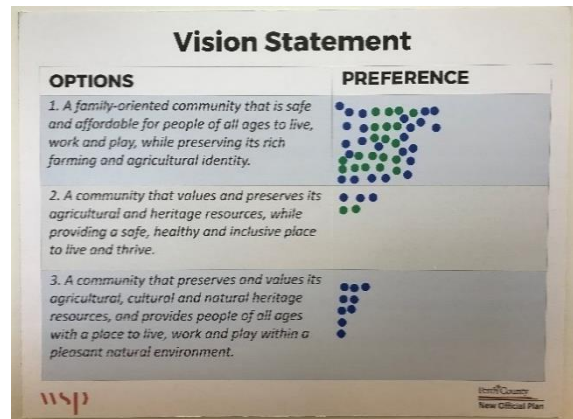 Vision Statement
OPTIONS
PREFERENCE
1. A family-oriented community that is safe
and affordable for people of all ages to live,
work and play, while preserving its rich
farming and agricultural identity.
2. A community that values and preserves its
agricultural and heritage resources, while
providing a safe, healthy and inclusive place
to live and thrive.
3. A community that preserves and values its
agricultural, cultural and natural heritage
resources, and provides people of all ages
with a place to live, work and play within a
pleasant natural environment.
wsp
Perth County
New Official Plan